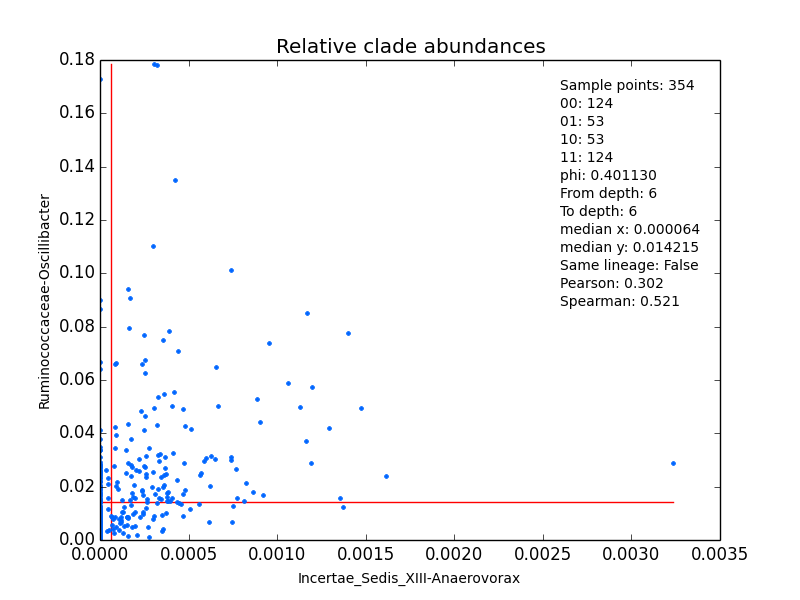 Relative clade abundances
0.18
0.16
0.14
0.12
0.10
0.08
0.06
0.04
0.02
0.00
Ruminococcaceae-Oscillibacter
Sample points: 354
00: 124
01: 53
10: 53
11: 124
phi: 0.401130
From depth: 6
To depth: 6
median x: 0.000064
median y: 0.014215
Same lineage: False
Pearson: 0.302
Spearman: 0.521
0.0000 0.0005 0.0010 0.0015 0.0020 0.0025 0.0030 0.0035
Incertae_Sedis_XIII-Anaerovorax